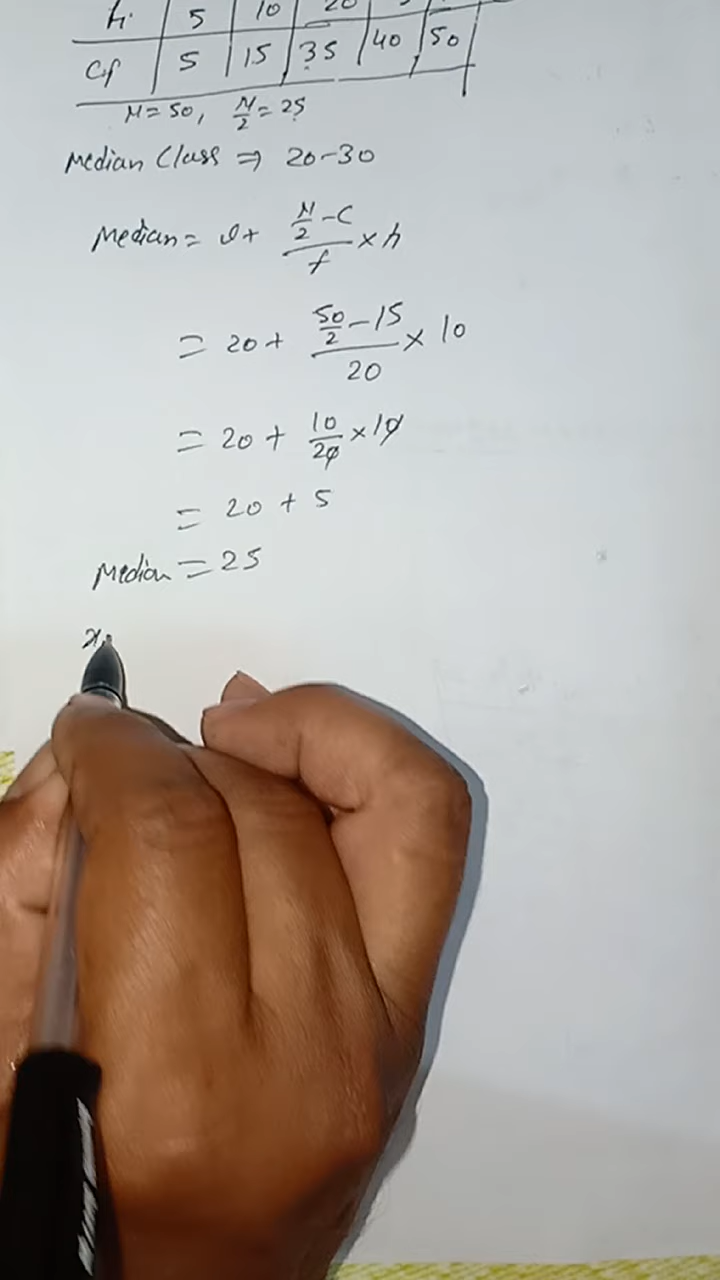 fi 5 10 20
Cf 5 15 35 40 50
N = 50, N/2 = 25
Median Class ⇒ 20-30
Median = l + (N/2 - C)/f × h
= 20 + (50/2 - 15)/20 × 10
= 20 + 10/20 × 10
= 20 + 5
Median = 25
x